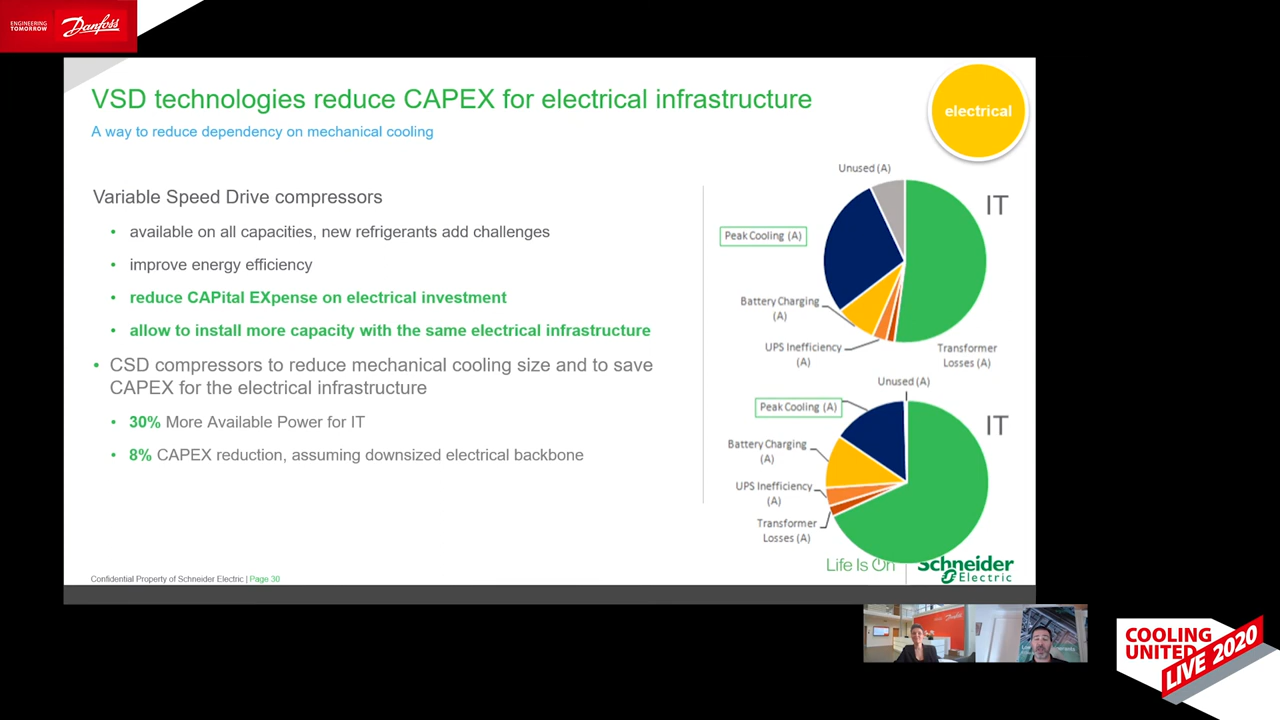 ENGINEERING
TOMORROW
Danfoss
VSD technologies reduce CAPEX for electrical infrastructure
A way to reduce dependency on mechanical cooling
electrical
Variable Speed Drive compressors
• available on all capacities, new refrigerants add challenges
• improve energy efficiency
• reduce CAPital EXpense on electrical investment
• allow to install more capacity with the same electrical infrastructure
• CSD compressors to reduce mechanical cooling size and to save
CAPEX for the electrical infrastructure
• 30% More Available Power for IT
• 8% CAPEX reduction, assuming downsized electrical backbone
Unused (A)
IT
Peak Cooling (A)
Battery Charging
(A)
UPS Inefficiency
(A)
Transformer
Losses (A)
Unused (A)
IT
Peak Cooling (A)
Battery Charging
(A)
UPS Inefficiency
(A)
Transformer
Losses (A)
Life Is On
Schneider
Electric
Confidential Property of Schneider Electric | Page 30
Danfoss
COOLING
UNITED
LIVE 2020